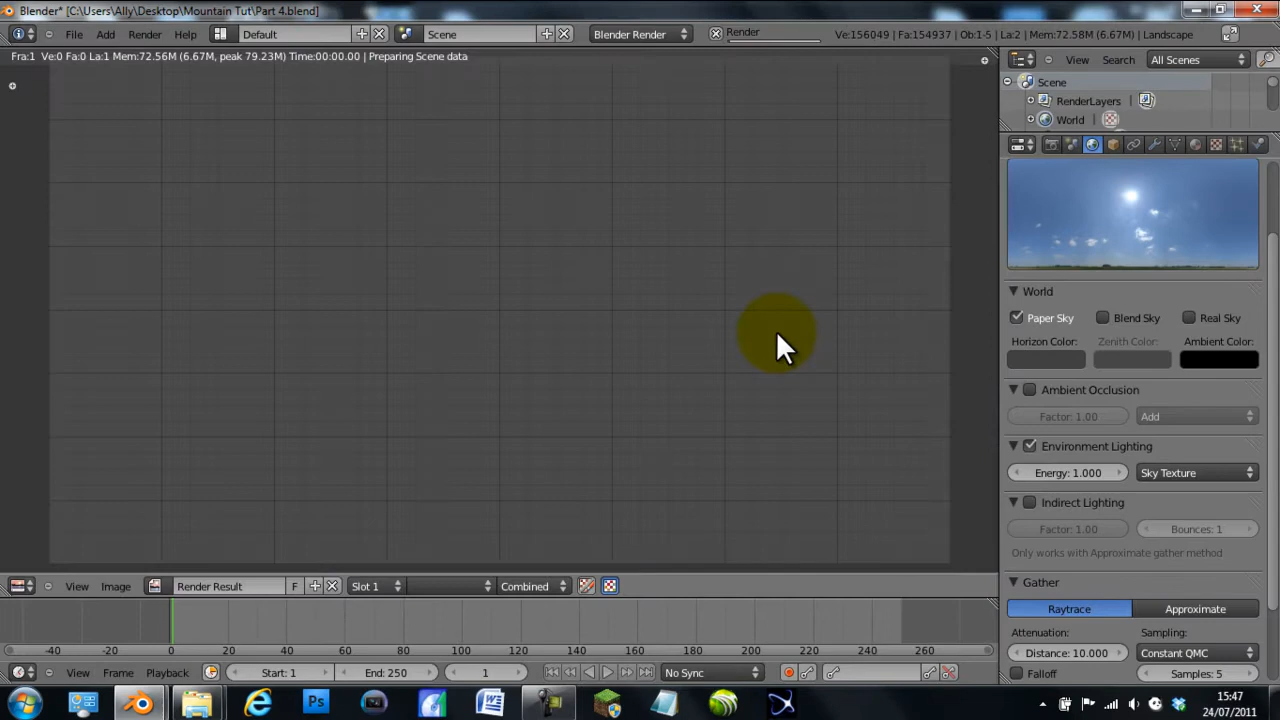 Blender* [C:\Users\Ally\Desktop\Mountain Tut\Part 4.blend]
File Add Render Help Default Scene Blender Render Render Ve:156049 | Fa:154937 | Ob:1-5 | La:2 | Mem:72.58M (6.67M) | Landscape
Fra:1 Ve:0 Fa:0 La:1 Mem:72.56M (6.67M, peak 79.23M) Time:00:00.00 | Preparing Scene data
View Search All Scenes
Scene
RenderLayers
World
World
Paper Sky Blend Sky Real Sky
Horizon Color: Zenith Color: Ambient Color:
Ambient Occlusion
Factor: 1.00 Add
Environment Lighting
Energy: 1.000 Sky Texture
Indirect Lighting
Factor: 1.00 Bounces: 1
Only works with Approximate gather method
Gather
Raytrace Approximate
Attenuation: Sampling:
Distance: 10.000 Constant QMC
Falloff Samples: 5
View Image Render Result F Slot 1 Combined
-40 -20 0 20 40 60 80 100 120 140 160 180 200 220 240 260
View Frame Playback Start: 1 End: 250 1 No Sync
Ps
15:47
24/07/2011